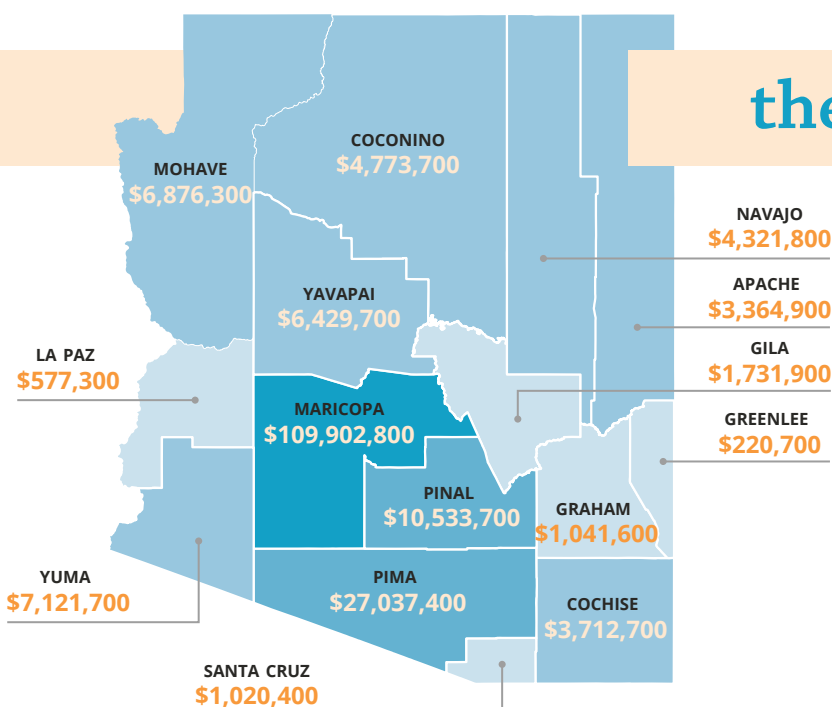 the
COCONINO
$4,773,700
MOHAVE
$6,876,300
NAVAJO
$4,321,800
APACHE
$3,364,900
YAVAPAI
$6,429,700
GILA
$1,731,900
LA PAZ
$577,300
MARICOPA
$109,902,800
GREENLEE
$220,700
PINAL
$10,533,700
GRAHAM
$1,041,600
YUMA
$7,121,700
PIMA
$27,037,400
COCHISE
$3,712,700
SANTA CRUZ
$1,020,400